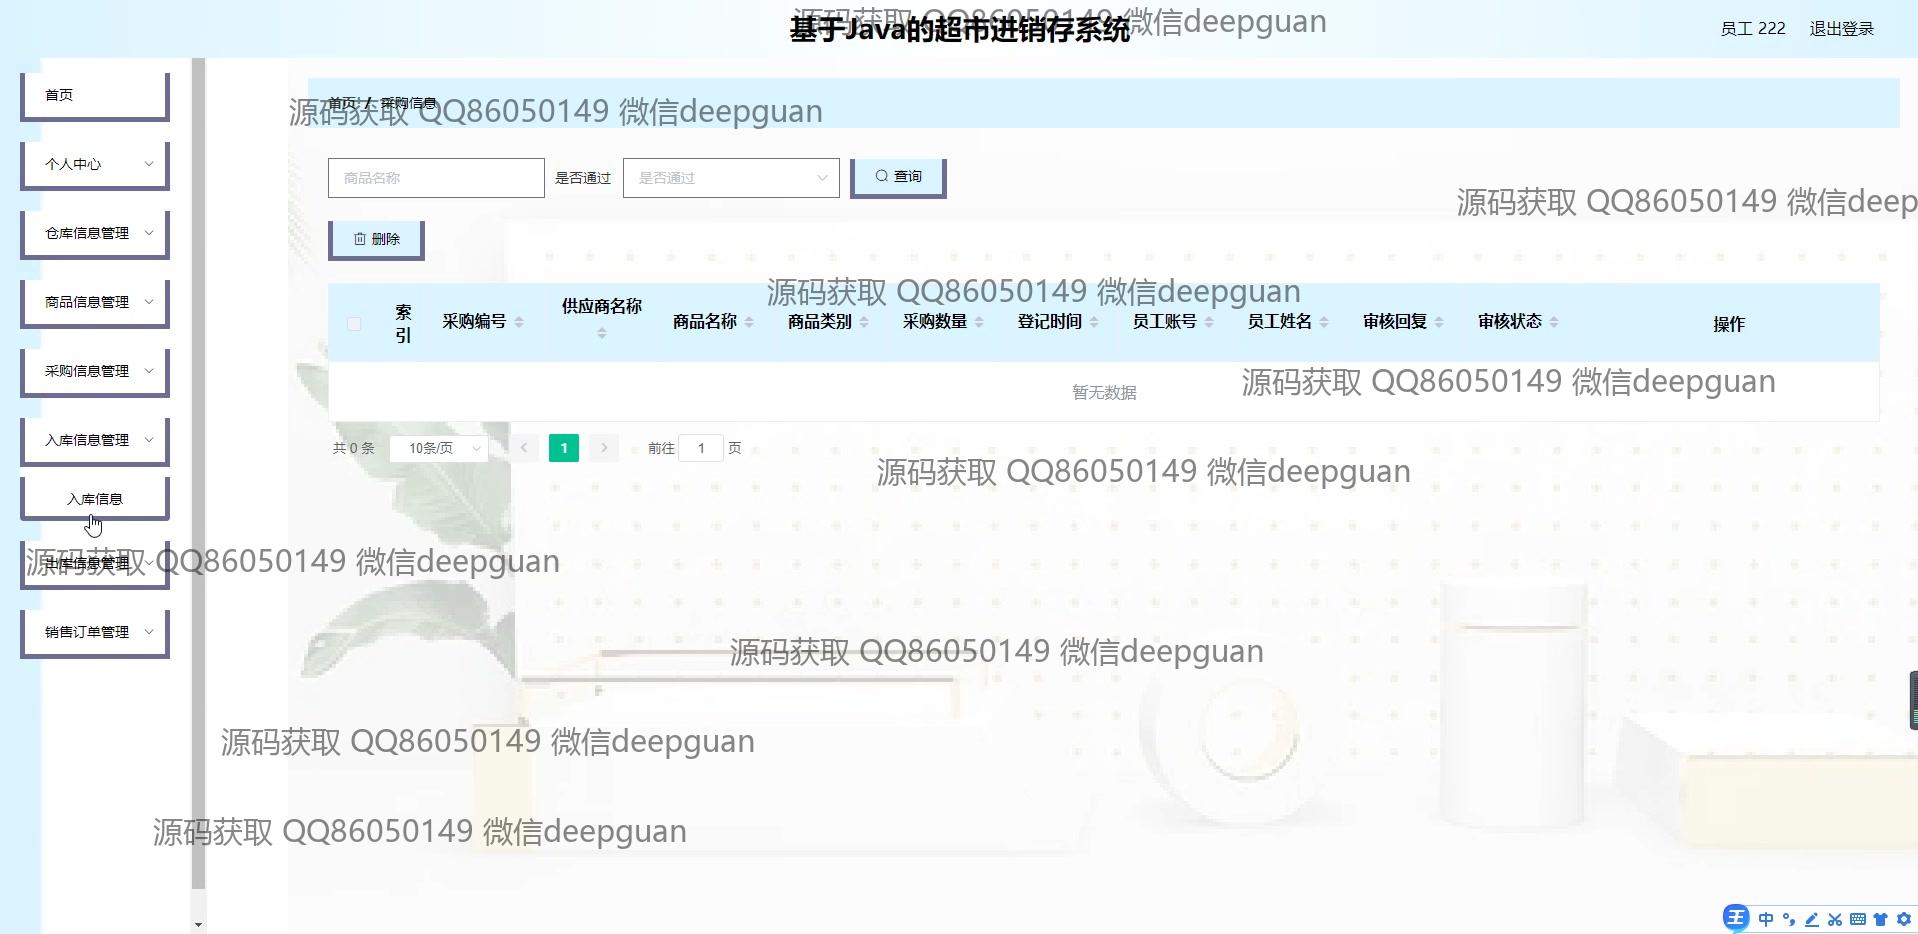 基于Java的超市进销存系统
源码获取 QQ86050149 微信deepguan
员工 222
退出登录
首页
个人中心
仓库信息管理
商品信息管理
采购信息管理
入库信息管理
入库信息
出库信息管理
销售订单管理
首页 / 采购信息
源码获取 QQ86050149 微信deepguan
商品名称
是否通过
是否通过
查询
源码获取 QQ86050149 微信deep
删除
源码获取 QQ86050149 微信deepguan
索引
采购编号
供应商名称
商品名称
商品类别
采购数量
登记时间
员工账号
员工姓名
审核回复
审核状态
操作
暂无数据
源码获取 QQ86050149 微信deepguan
共 0 条
10条/页
1
前往 1 页
源码获取 QQ86050149 微信deepguan
源码获取 QQ86050149 微信deepguan
源码获取 QQ86050149 微信deepguan
源码获取 QQ86050149 微信deepguan
源码获取 QQ86050149 微信deepguan
王 中